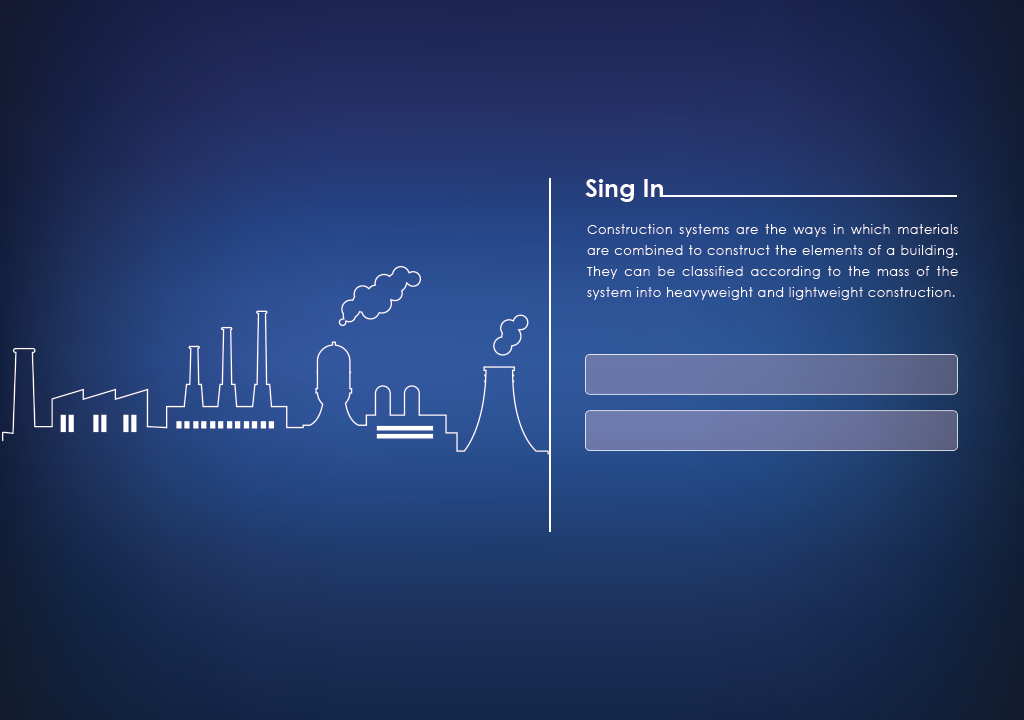 Sing In
Construction systems are the ways in which materials
are combined to construct the elements of a building.
They can be classified according to the mass of the
system into heavyweight and lightweight construction.